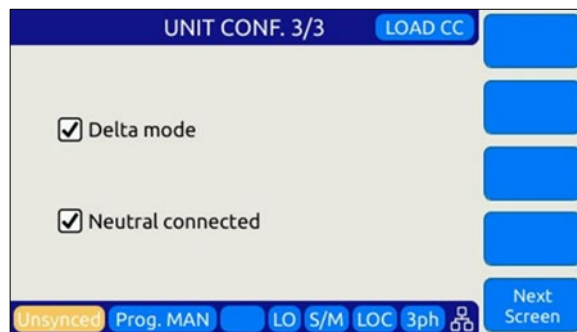 UNIT CONF. 3/3 LOAD CC
Delta mode
Neutral connected
Unsynced Prog. MAN LO S/M LOC 3ph
Next
Screen